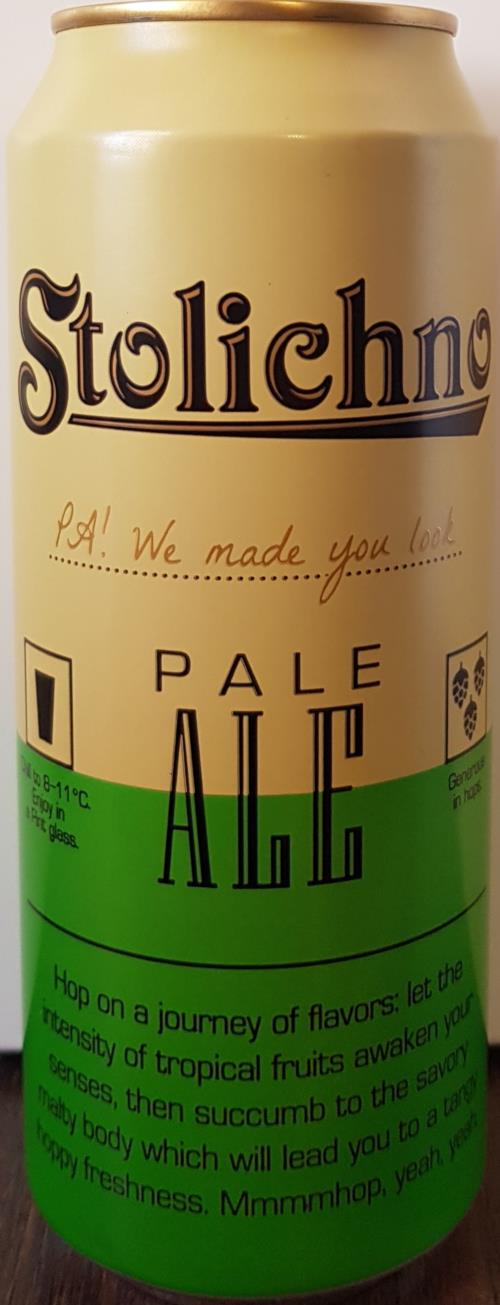 Stolichno
PA! We made you look
PALE
ALE
Chill to 8-11°C.
Enjoy in
a Pint glass.
Generous
in hops
Hop on a journey of flavors: let the
intensity of tropical fruits awaken your
senses, then succumb to the savory
malty body which will lead you to a tangy
hoppy freshness. Mmmmhop, yeah, yeah